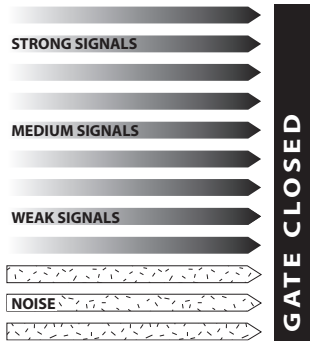 STRONG SIGNALS
MEDIUM SIGNALS
WEAK SIGNALS
NOISE
GATE CLOSED